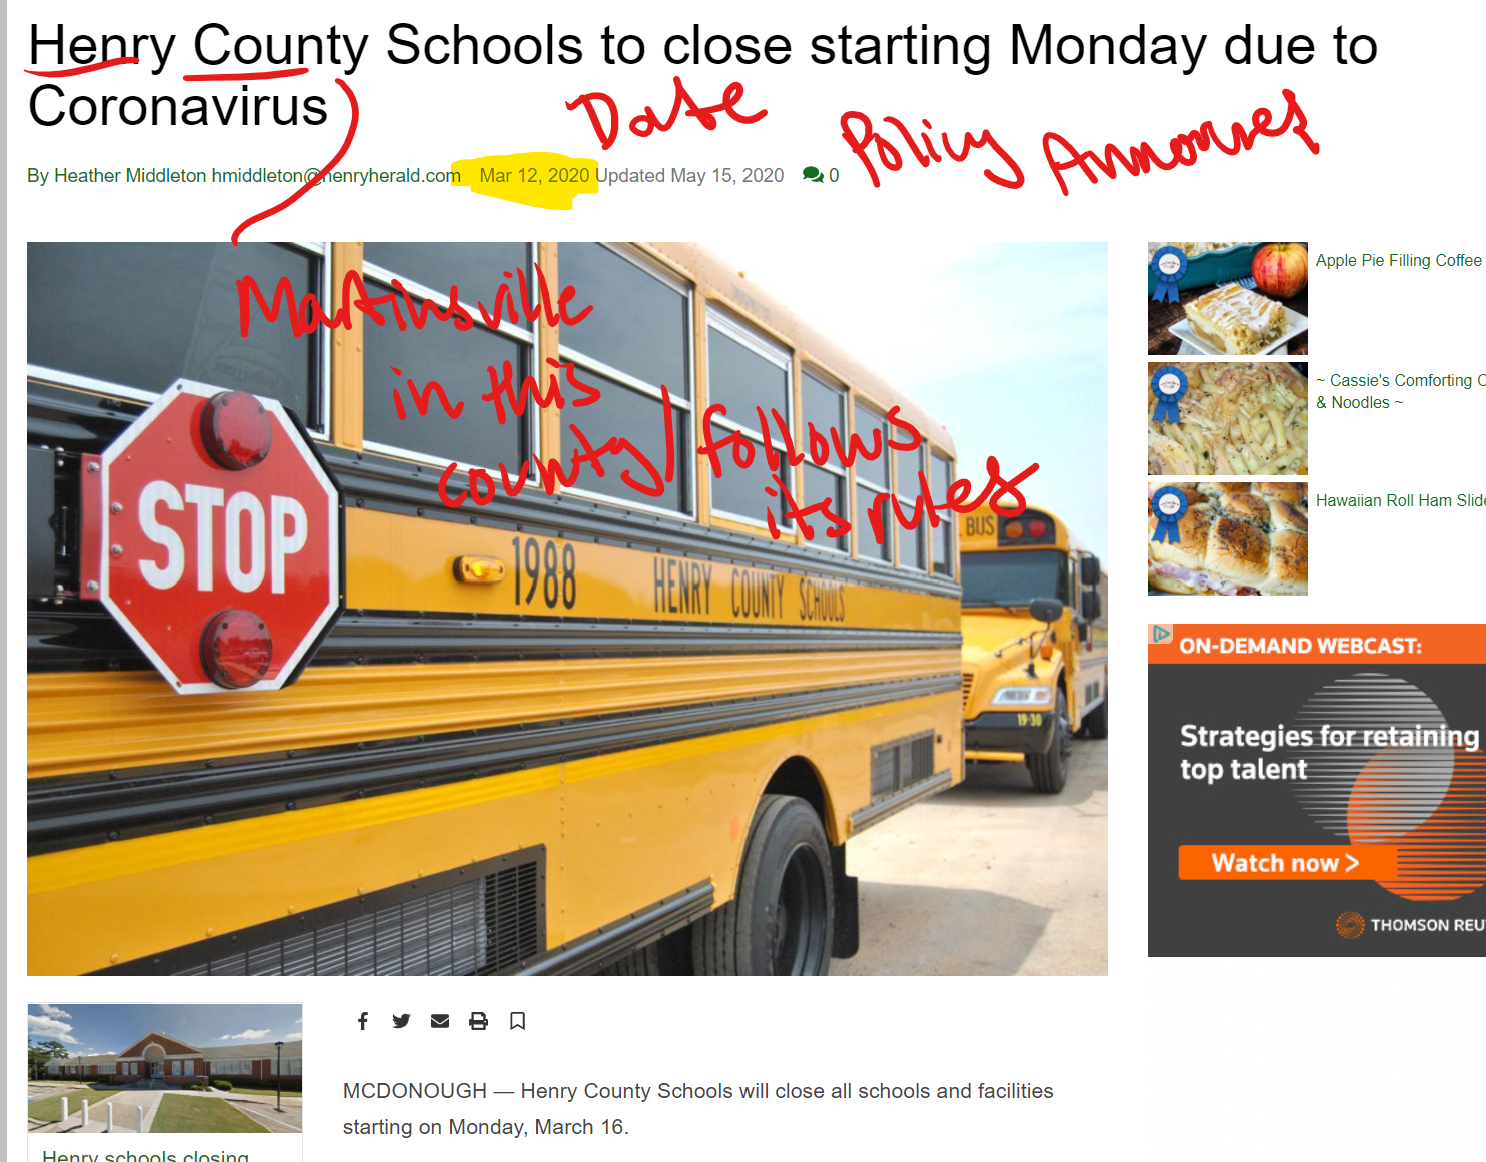 Henry County Schools to close starting Monday due to
Coronavirus
Date
Policy Announced
By Heather Middleton hmiddleton@henryherald.com Mar 12, 2020 Updated May 15, 2020 0
Martinsville
in this
county/follows
its rules
STOP
1988 HENRY COUNTY SCHOOLS
BUS
19-30
Apple Pie Filling Coffee
~ Cassie's Comforting C
& Noodles ~
Hawaiian Roll Ham Slide
ON-DEMAND WEBCAST:
Strategies for retaining
top talent
Watch now >
THOMSON REU
MCDONOUGH — Henry County Schools will close all schools and facilities
starting on Monday, March 16.
Henry schools closing